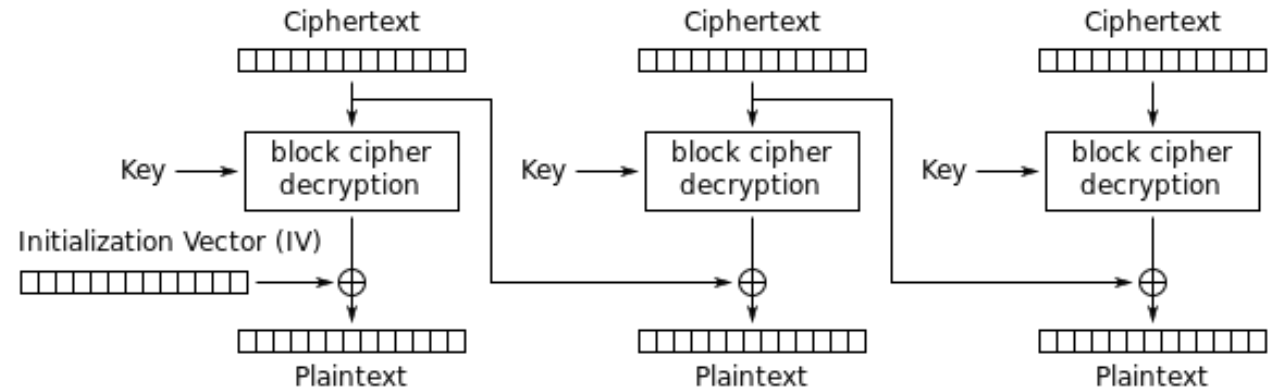 Ciphertext
Ciphertext
Ciphertext
Key
block cipher
decryption
Key
block cipher
decryption
Key
block cipher
decryption
Initialization Vector (IV)
Plaintext
Plaintext
Plaintext